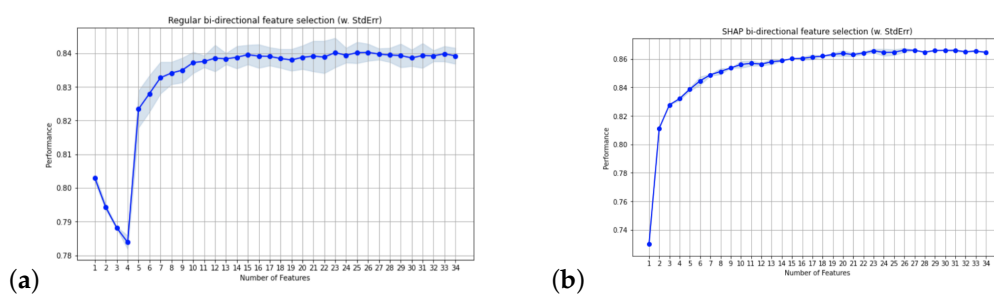 Regular bi-directional feature selection (w. StdErr)
0.84
0.83
0.82
0.81
0.80
0.79
0.78
Performance
1 2 3 4 5 6 7 8 9 10 11 12 13 14 15 16 17 18 19 20 21 22 23 24 25 26 27 28 29 30 31 32 33 34
Number of Features
(a)
SHAP bi-directional feature selection (w. StdErr)
0.86
0.84
0.82
0.80
0.78
0.76
0.74
Performance
1 2 3 4 5 6 7 8 9 10 11 12 13 14 15 16 17 18 19 20 21 22 23 24 25 26 27 28 29 30 31 32 33 34
Number of Features
(b)